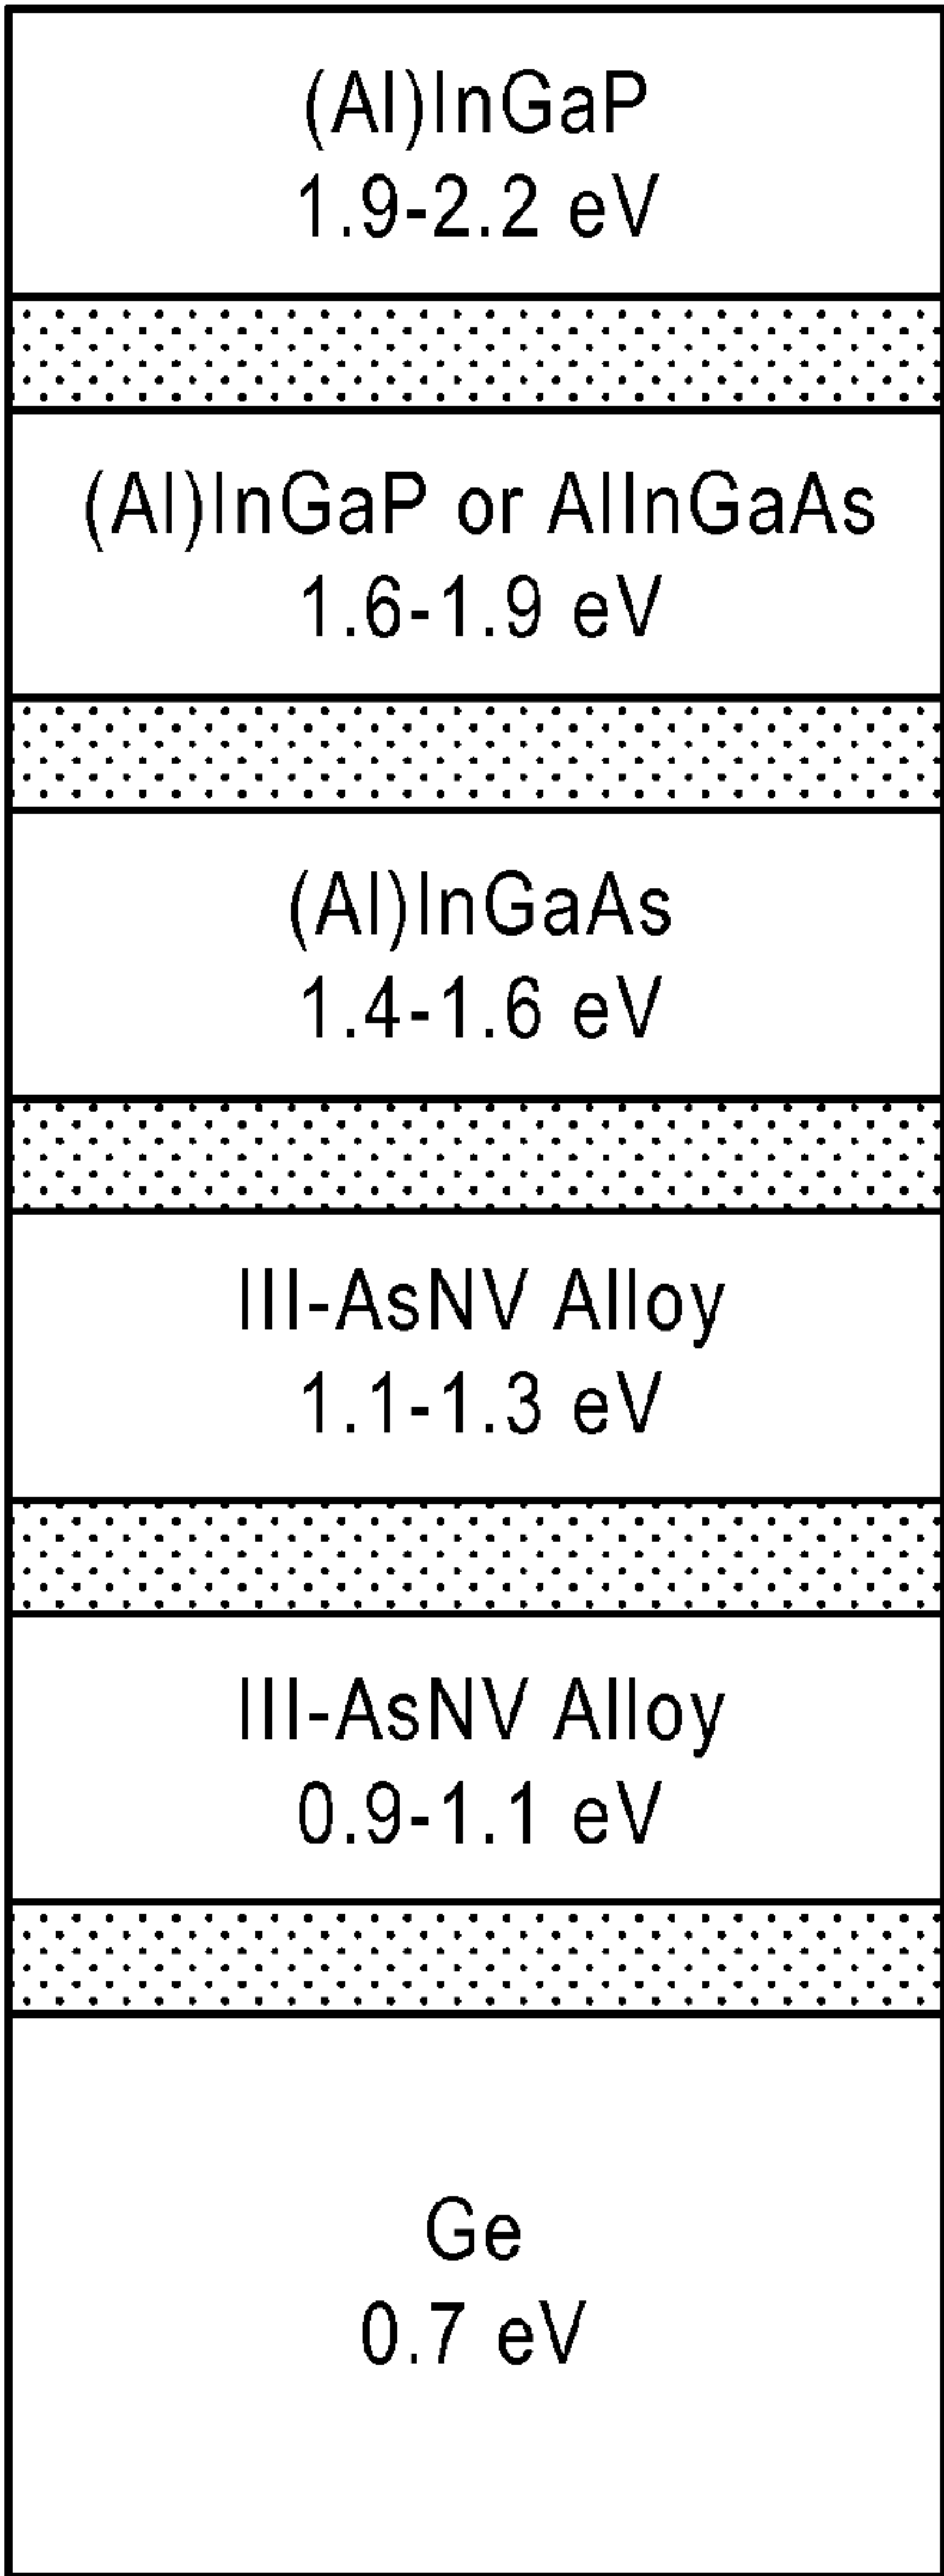 (Al)InGaP
1.9-2.2 eV
(Al)InGaP or AlInGaAs
1.6-1.9 eV
(Al)InGaAs
1.4-1.6 eV
III-AsNV Alloy
1.1-1.3 eV
III-AsNV Alloy
0.9-1.1 eV
Ge
0.7 eV